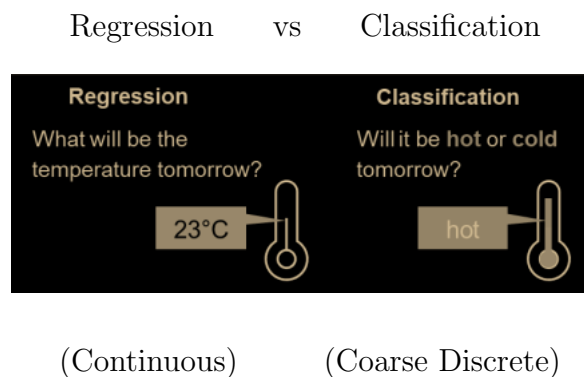 Regression vs Classification
Regression
What will be the
temperature tomorrow?
23°C
Classification
Will it be hot or cold
tomorrow?
hot
(Continuous) (Coarse Discrete)